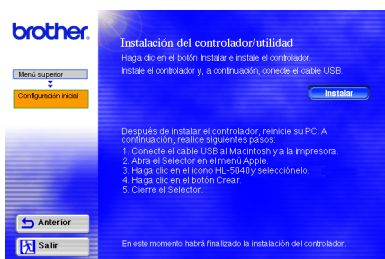 brother.
Instalación del controlador/utilidad
Haga clic en el botón Instalar e instale el controlador.
Instale el controlador y, a continuación, conecte el cable USB.
Menú superior
Configuración inicial
Instalar
Después de instalar el controlador, reinicie su PC. A
continuación, realice siguientes pasos:
1. Conecte el cable USB al Macintosh y a la impresora.
2. Abra el Selector en el menú Apple.
3. Haga clic en el icono HL-5040 y selecciónelo.
4. Haga clic en el botón Crear.
5. Cierre el Selector.
Anterior
Salir
En este momento habrá finalizado la instalación del controlador.